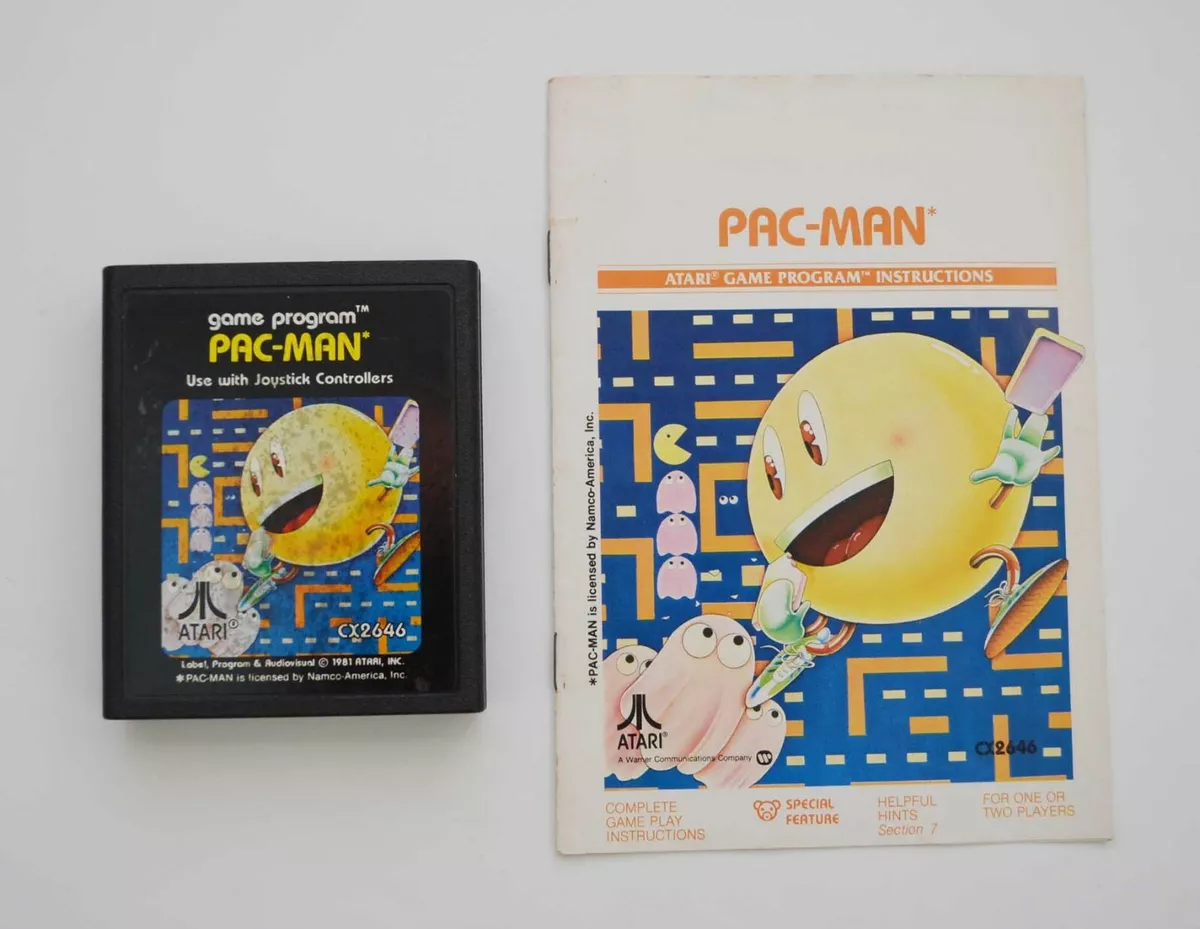 game program™
PAC-MAN*
Use with Joystick Controllers
ATARI®
CX2646
Label, Program & Audiovisual © 1981 ATARI, INC.
*PAC-MAN is licensed by Namco-America, Inc.
PAC-MAN*
ATARI® GAME PROGRAM™ INSTRUCTIONS
*PAC-MAN is licensed by Namco-America, Inc.
ATARI®
A Warner Communications Company
CX2646
COMPLETE
GAME PLAY
INSTRUCTIONS
SPECIAL
FEATURE
HELPFUL
HINTS
Section 7
FOR ONE OR
TWO PLAYERS